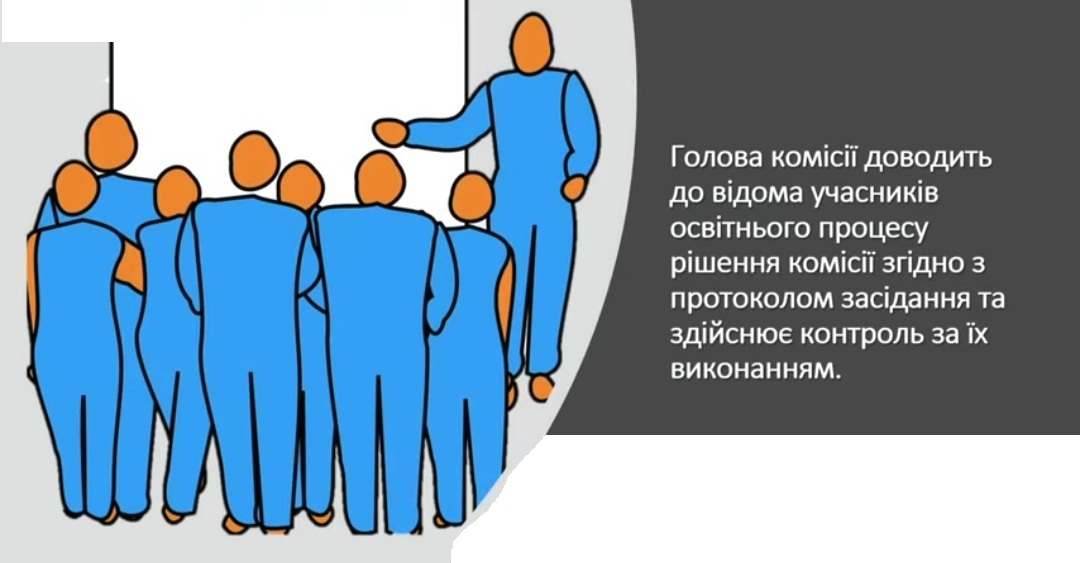 Голова комісії доводить
до відома учасників
освітнього процесу
рішення комісії згідно з
протоколом засідання та
здійснює контроль за їх
виконанням.